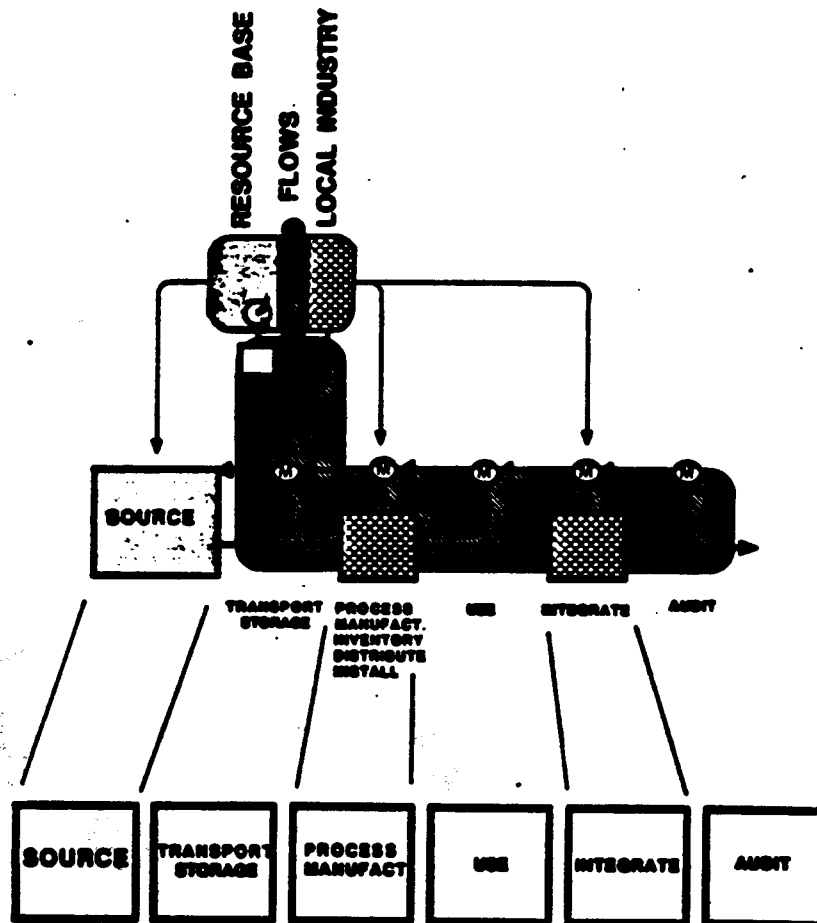 RESOURCE BASE
FLOWS
LOCAL INDUSTRY
M
M
M
M
M
SOURCE
TRANSPORT
STORAGE
PROCESS
MANUFACT.
INVENTORY
DISTRIBUTE
INSTALL
USE
INTEGRATE
AUDIT
SOURCE
TRANSPORT
STORAGE
PROCESS
MANUFACT
USE
INTEGRATE
AUDIT